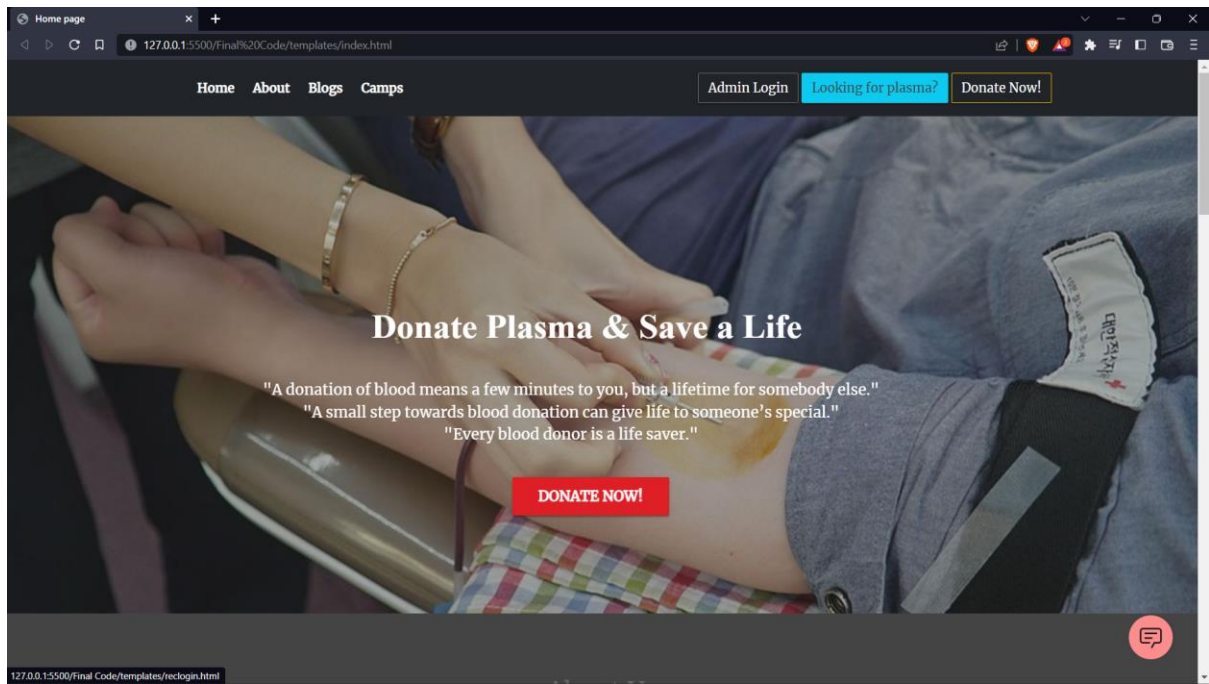 Home page
127.0.0.1:5500/Final%20Code/templates/index.html
Home About Blogs Camps Admin Login Looking for plasma? Donate Now!
Donate Plasma & Save a Life
"A donation of blood means a few minutes to you, but a lifetime for somebody else."
"A small step towards blood donation can give life to someone’s special."
"Every blood donor is a life saver."
DONATE NOW!
127.0.0.1:5500/Final Code/templates/reclogin.html